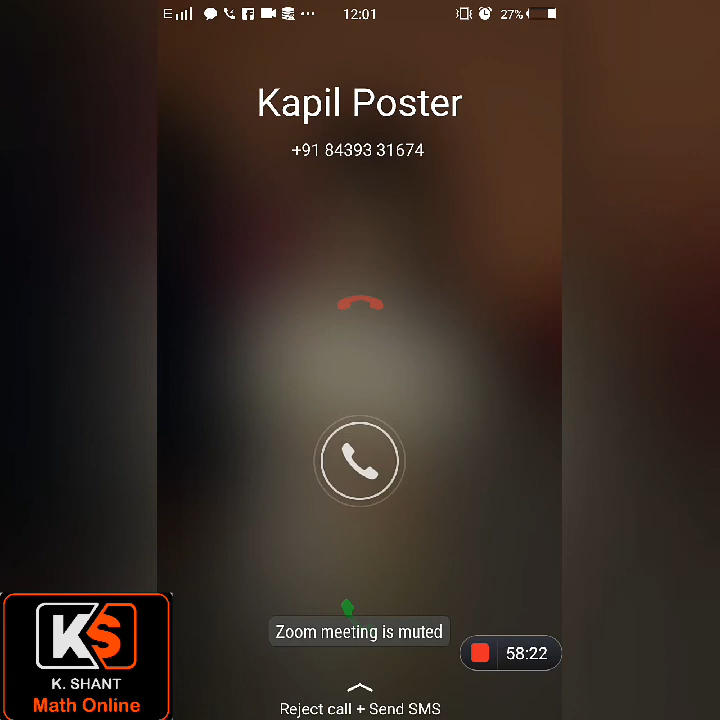 12:01
27%
Kapil Poster
+91 84393 31674
Zoom meeting is muted
58:22
Reject call + Send SMS
KS
K. SHANT
Math Online